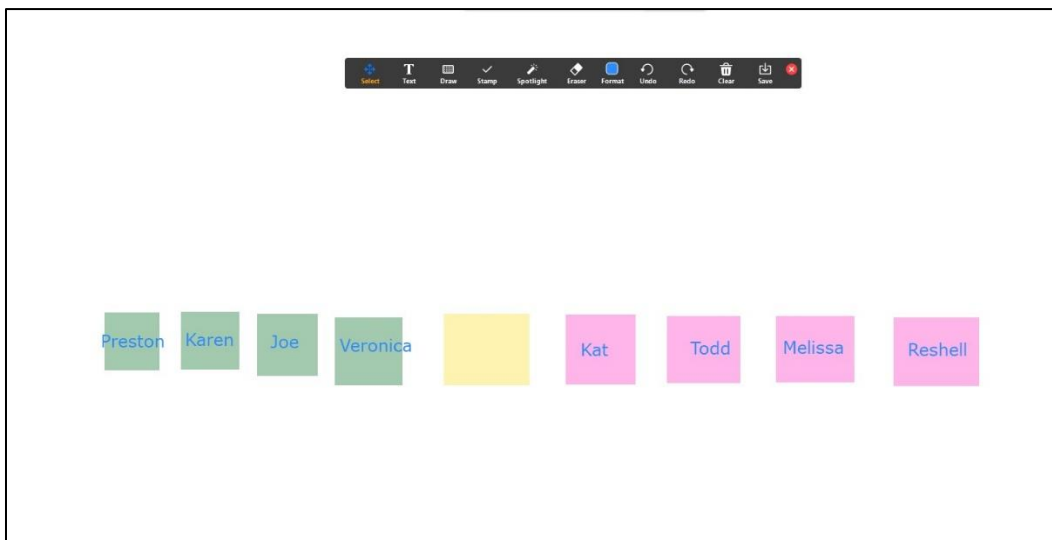 Select Text Draw Stamp Spotlight Eraser Format Undo Redo Clear Save
Preston Karen Joe Veronica Kat Todd Melissa Reshell